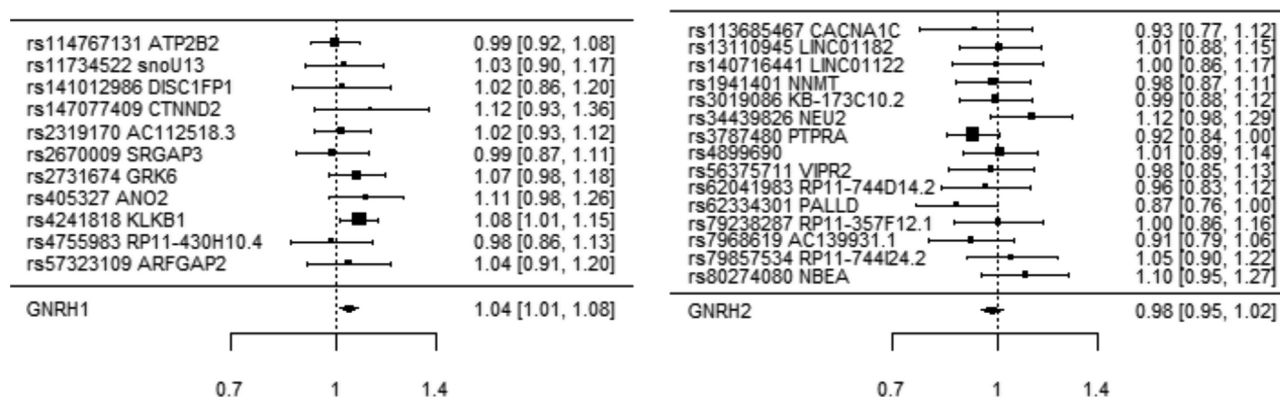 rs114767131 ATP2B2 0.99 [0.92, 1.08]
rs11734522 snoU13 1.03 [0.90, 1.17]
rs141012986 DISC1FP1 1.02 [0.86, 1.20]
rs147077409 CTNND2 1.12 [0.93, 1.36]
rs2319170 AC112518.3 1.02 [0.93, 1.12]
rs2670009 SRGAP3 0.99 [0.87, 1.11]
rs2731674 GRK6 1.07 [0.98, 1.18]
rs405327 ANO2 1.11 [0.98, 1.26]
rs4241818 KLKB1 1.08 [1.01, 1.15]
rs4755983 RP11-430H10.4 0.98 [0.86, 1.13]
rs57323109 ARFGAP2 1.04 [0.91, 1.20]
GNRH1 1.04 [1.01, 1.08]
0.7 1 1.4
rs113685467 CACNA1C 0.93 [0.77, 1.12]
rs13110945 LINC01182 1.01 [0.88, 1.15]
rs140716441 LINC01122 1.00 [0.86, 1.17]
rs1941401 NNMT 0.98 [0.87, 1.11]
rs3019086 KB-173C10.2 0.99 [0.88, 1.12]
rs34439826 NEU2 1.12 [0.98, 1.29]
rs3787480 PTPRA 0.92 [0.84, 1.00]
rs4899690 1.01 [0.89, 1.14]
rs56375711 VIPR2 0.98 [0.85, 1.13]
rs62041983 RP11-744D14.2 0.96 [0.83, 1.12]
rs62334301 PALLD 0.87 [0.76, 1.00]
rs79238287 RP11-357F12.1 1.00 [0.86, 1.16]
rs7968619 AC139931.1 0.91 [0.79, 1.06]
rs79857534 RP11-744I24.2 1.05 [0.90, 1.22]
rs80274080 NBEA 1.10 [0.95, 1.27]
GNRH2 0.98 [0.95, 1.02]
0.7 1 1.4